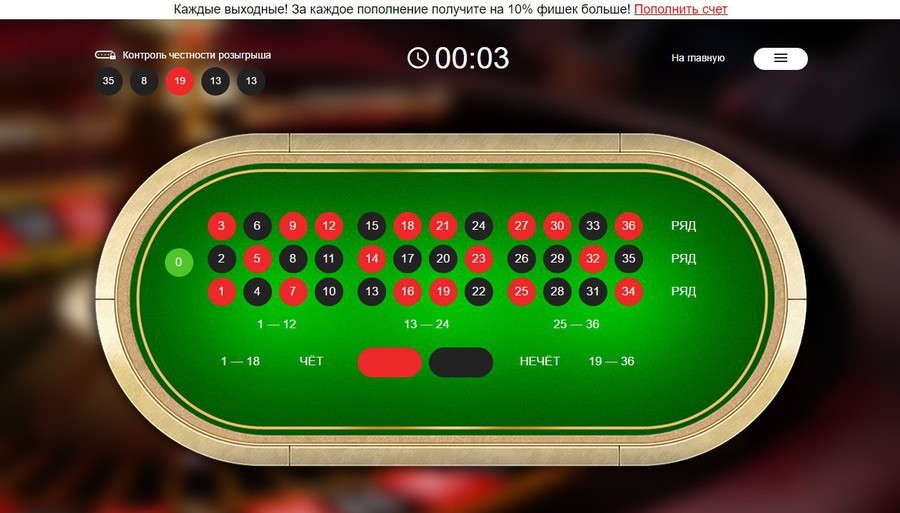 Каждые выходные! За каждое пополнение получите на 10% фишек больше! Пополнить счет
Контроль честности розыгрыша
00:03
На главную
35 8 19 13 13
3 6 9 12 15 18 21 24 27 30 33 36 РЯД
0
2 5 8 11 14 17 20 23 26 29 32 35 РЯД
1 4 7 10 13 16 19 22 25 28 31 34 РЯД
1 — 12 13 — 24 25 — 36
1 — 18 ЧЁТ НЕЧЁТ 19 — 36